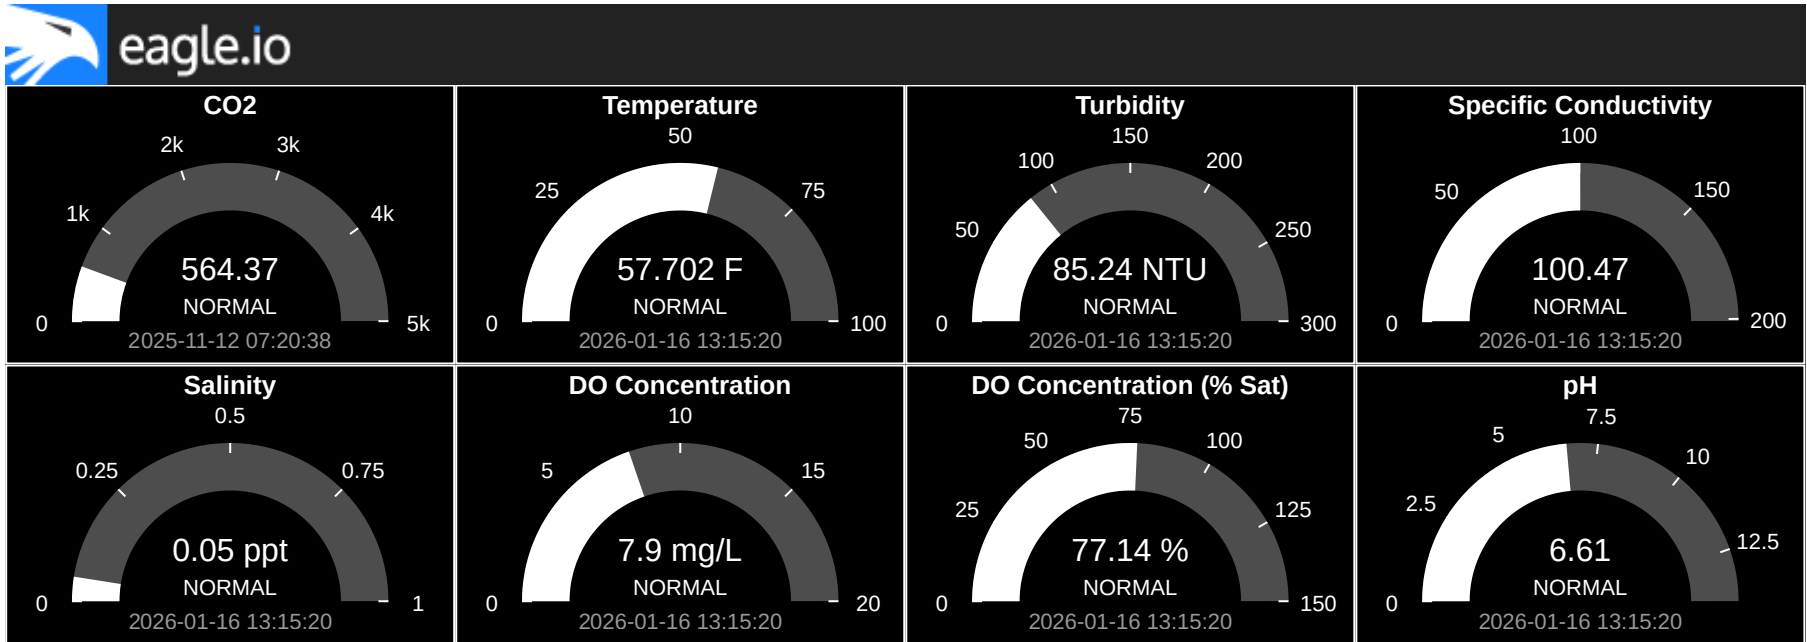 eagle.io
CO2
2k
3k
1k
4k
0
5k
564.37
NORMAL
2025-11-12 07:20:38
Temperature
50
25
75
0
100
57.702 F
NORMAL
2026-01-16 13:15:20
Turbidity
150
100
200
50
250
0
300
85.24 NTU
NORMAL
2026-01-16 13:15:20
Specific Conductivity
100
50
150
0
200
100.47
NORMAL
2026-01-16 13:15:20
Salinity
0.5
0.25
0.75
0
1
0.05 ppt
NORMAL
2026-01-16 13:15:20
DO Concentration
10
5
15
0
20
7.9 mg/L
NORMAL
2026-01-16 13:15:20
DO Concentration (% Sat)
75
50
100
25
125
0
150
77.14 %
NORMAL
2026-01-16 13:15:20
pH
7.5
5
10
2.5
12.5
0
6.61
NORMAL
2026-01-16 13:15:20